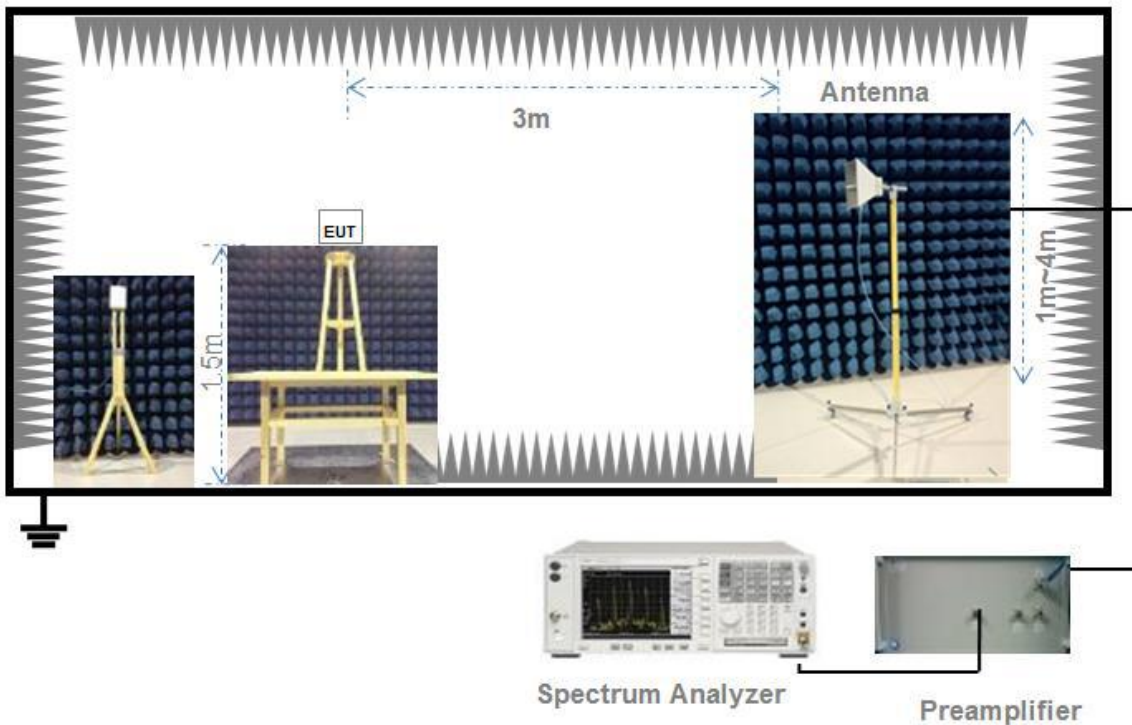 3m
Antenna
EUT
1.5m
1m~4m
Spectrum Analyzer
Preamplifier